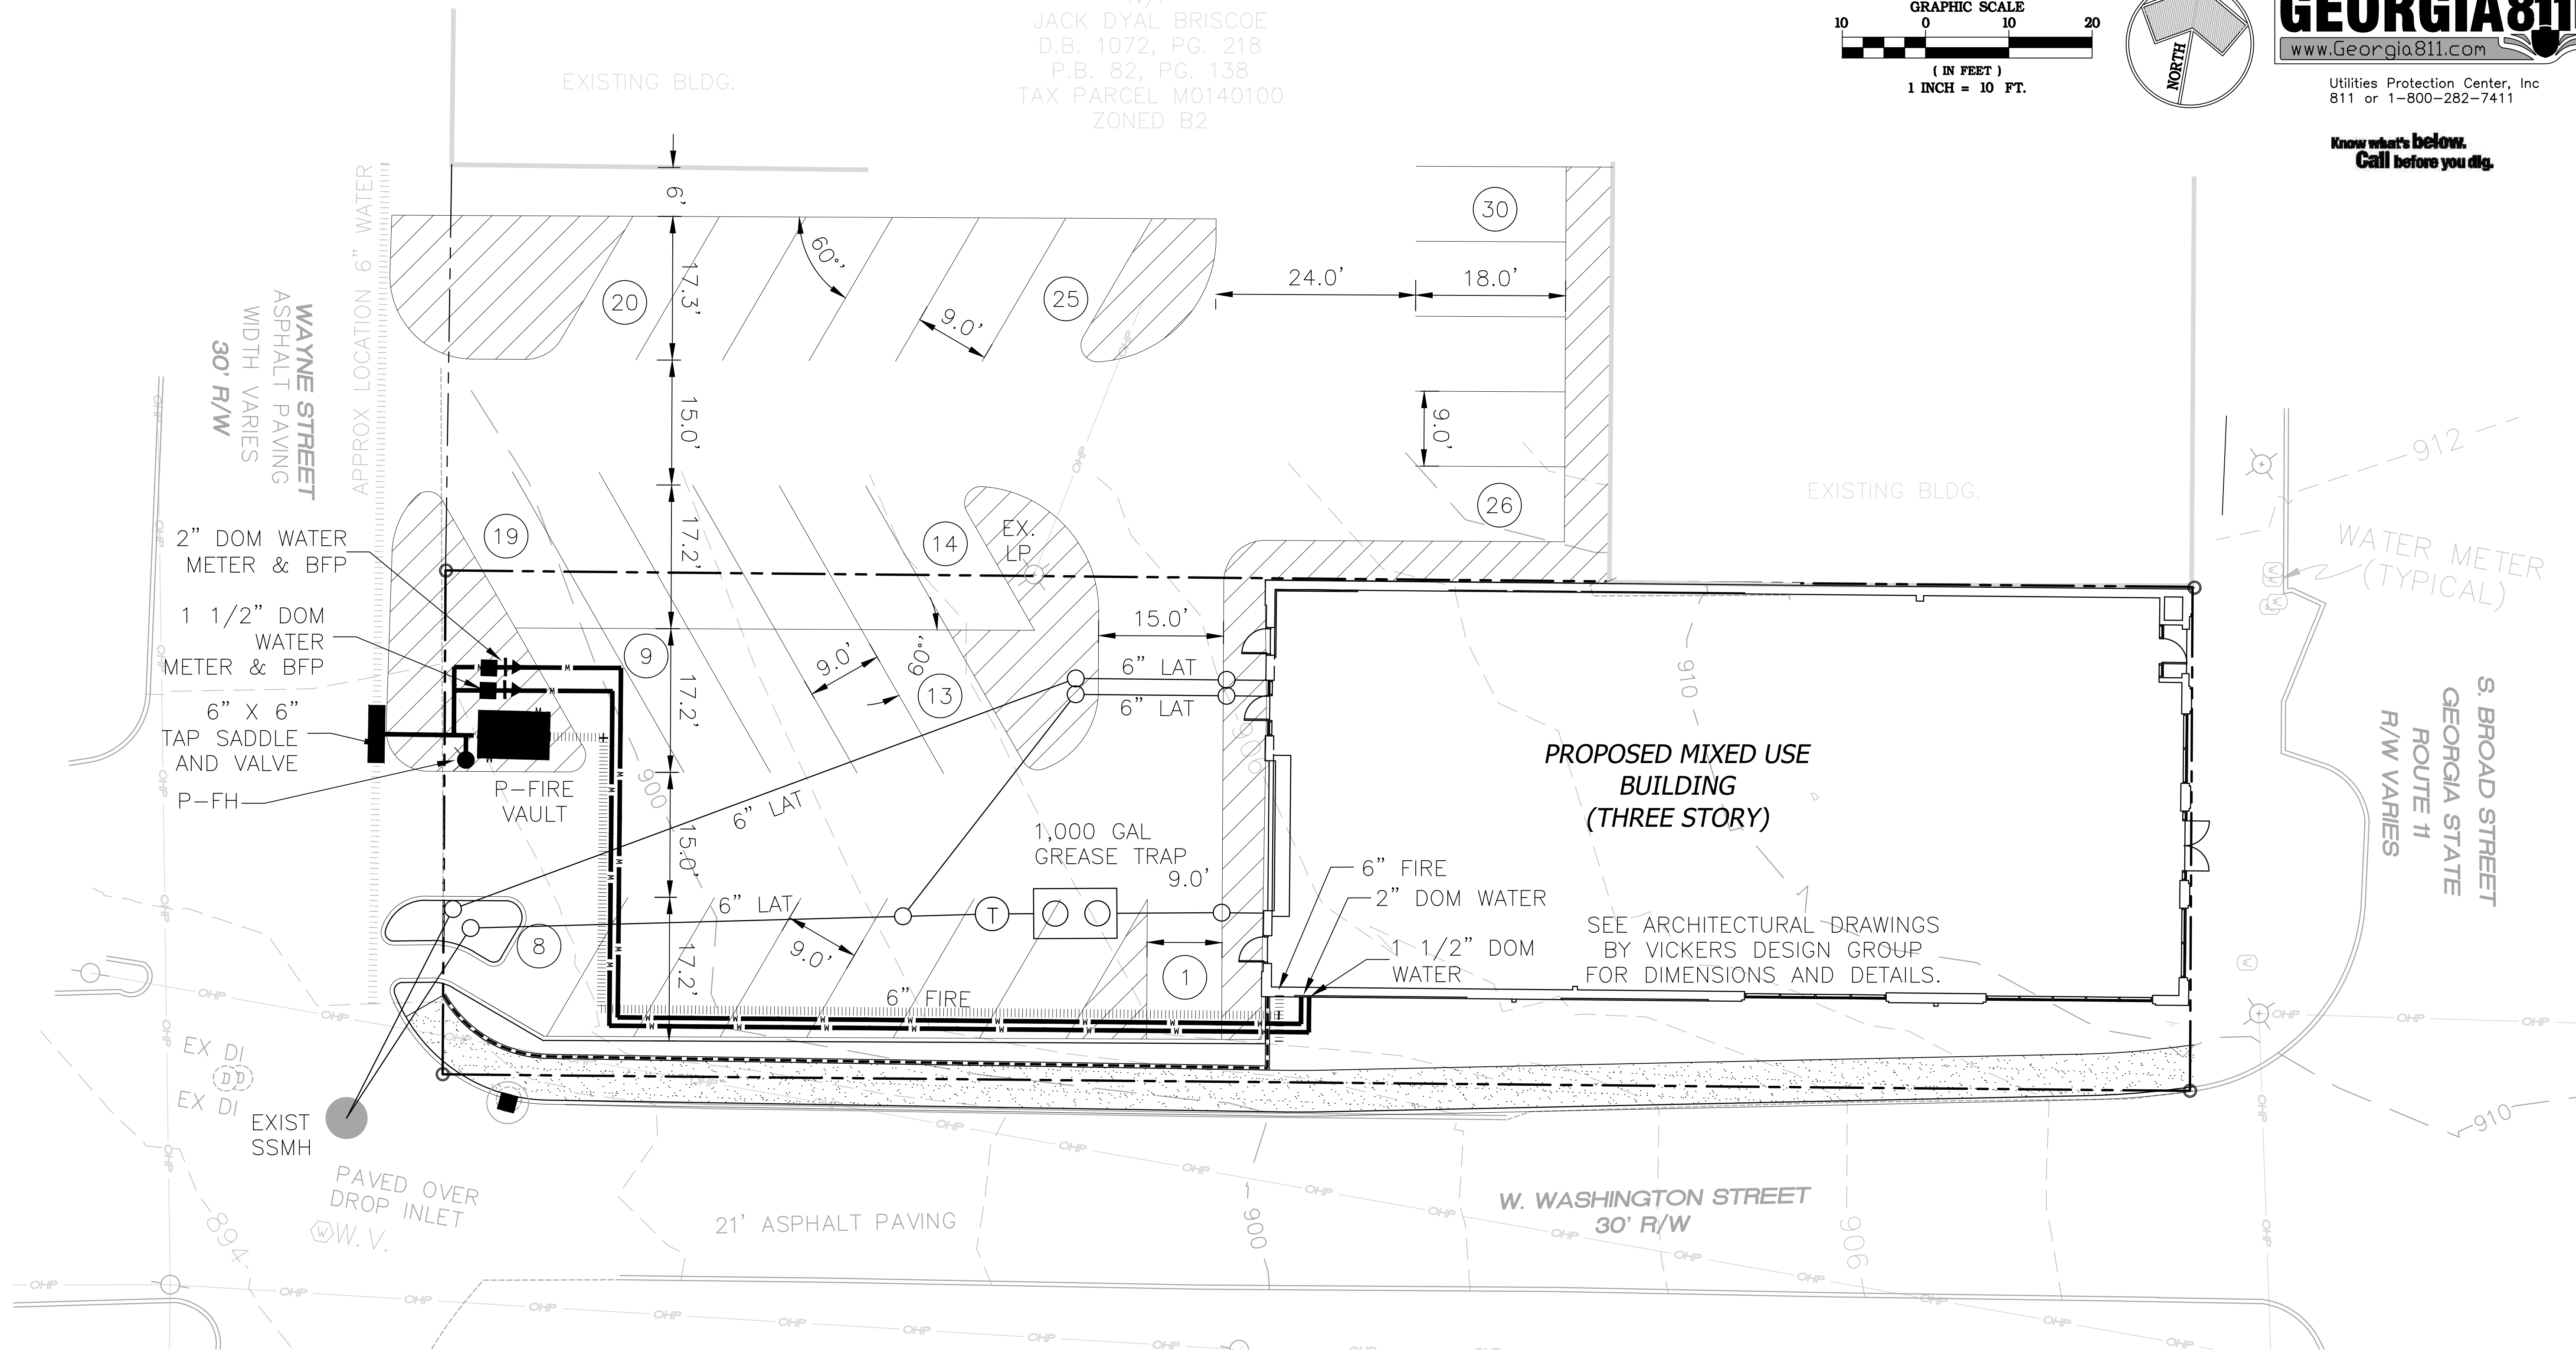 JACK DYAL BRISCOE
D.B. 1072, PG. 218
P.B. 82, PG. 138
TAX PARCEL M0140100
ZONED B2
EXISTING BLDG.
GRAPHIC SCALE
10 0 10 20
( IN FEET )
1 INCH = 10 FT.
NORTH
GEORGIA811
www.Georgia811.com
Utilities Protection Center, Inc
811 or 1-800-282-7411
Know what's below.
Call before you dig.
APPROX LOCATION 6" WATER
WAYNE STREET
ASPHALT PAVING
WIDTH VARIES
30' R/W
6'
17.3'
15.0'
17.2'
17.2'
15.0'
17.2'
60°'
20
25
9.0'
24.0'
18.0'
30
9.0'
26
EXISTING BLDG.
912
WATER METER
(TYPICAL)
W
W
19
14
EX.
LP
2" DOM WATER
METER & BFP
1 1/2" DOM
WATER
METER & BFP
6" X 6"
TAP SADDLE
AND VALVE
P-FH
P-FIRE
VAULT
9
9.0'
60°
13
15.0'
6" LAT
6" LAT
906
910
900
6" LAT
1,000 GAL
GREASE TRAP
9.0'
6" LAT
T
8
9.0'
1
6" FIRE
6" FIRE
2" DOM WATER
1 1/2" DOM
WATER
PROPOSED MIXED USE
BUILDING
(THREE STORY)
SEE ARCHITECTURAL DRAWINGS
BY VICKERS DESIGN GROUP
FOR DIMENSIONS AND DETAILS.
S. BROAD STREET
GEORGIA STATE
ROUTE 11
R/W VARIES
W
OHP
M
W
EX DI
DD
EX DI
EXIST
SSMH
PAVED OVER
DROP INLET
W W.V.
894
21' ASPHALT PAVING
900
W. WASHINGTON STREET
30' R/W
906
910